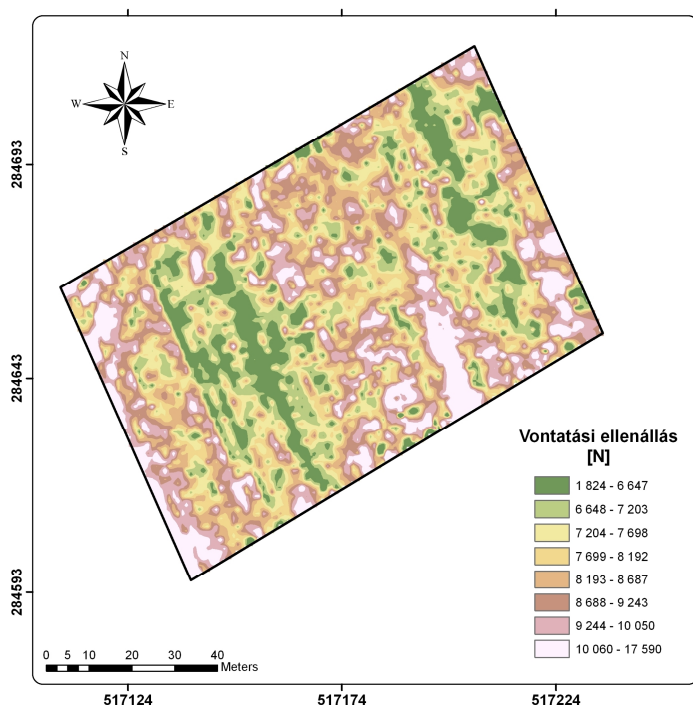 N
W E
S
284693
284643
284593
Vontatási ellenállás
[N]
1 824 - 6 647
6 648 - 7 203
7 204 - 7 698
7 699 - 8 192
8 193 - 8 687
8 688 - 9 243
9 244 - 10 050
10 060 - 17 590
0 5 10 20 30 40
Meters
517124 517174 517224